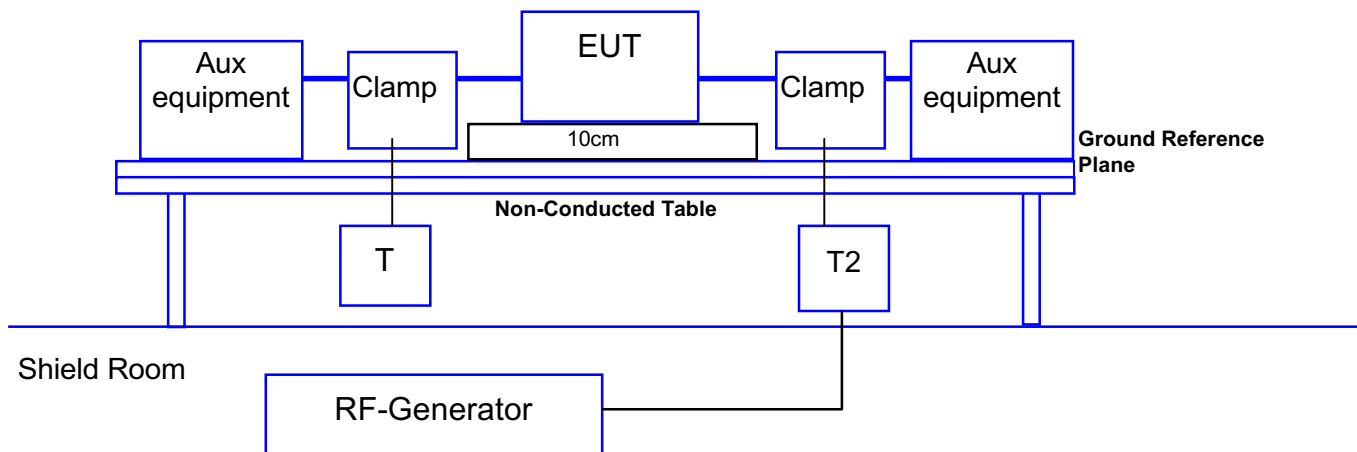 Aux
equipment
Clamp
EUT
Clamp
Aux
equipment
10cm
Ground Reference
Plane
Non-Conducted Table
T
T2
Shield Room
RF-Generator